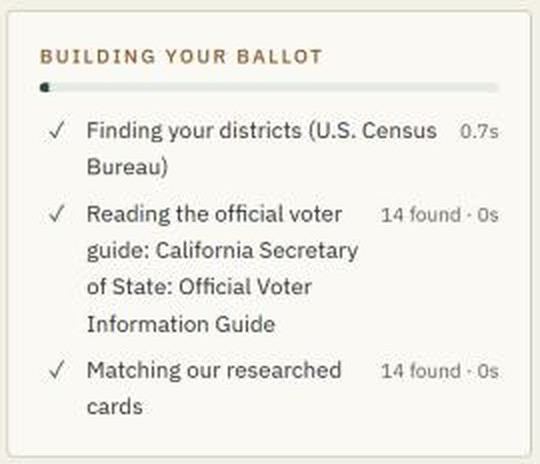 BUILDING YOUR BALLOT
✓ Finding your districts (U.S. Census 0.7s
Bureau)
✓ Reading the official voter 14 found · 0s
guide: California Secretary
of State: Official Voter
Information Guide
✓ Matching our researched 14 found · 0s
cards